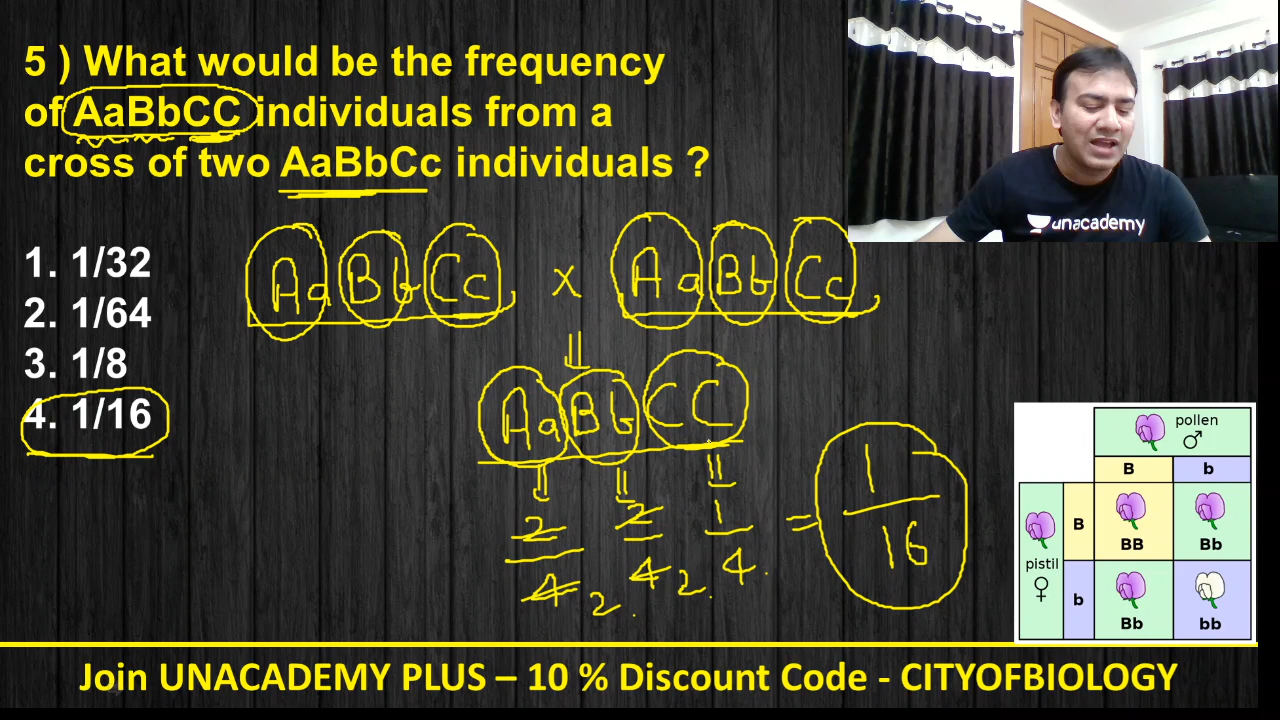 5 ) What would be the frequency
of AaBbCC individuals from a
cross of two AaBbCc individuals ?
1. 1/32
2. 1/64
3. 1/8
4. 1/16
AaBbCc x AaBbCc
AaBbCC
2/4 2 2/4 2 1/4 = 1/16
unacademy
pollen
♂
B b
pistil
♀
B BB Bb
b Bb bb
Join UNACADEMY PLUS – 10 % Discount Code - CITYOFBIOLOGY